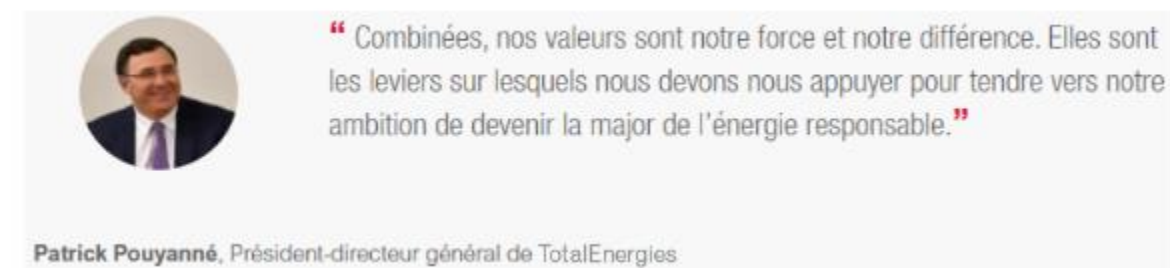 “ Combinées, nos valeurs sont notre force et notre différence. Elles sont
les leviers sur lesquels nous devons nous appuyer pour tendre vers notre
ambition de devenir la major de l’énergie responsable.”
Patrick Pouyanné, Président-directeur général de TotalEnergies